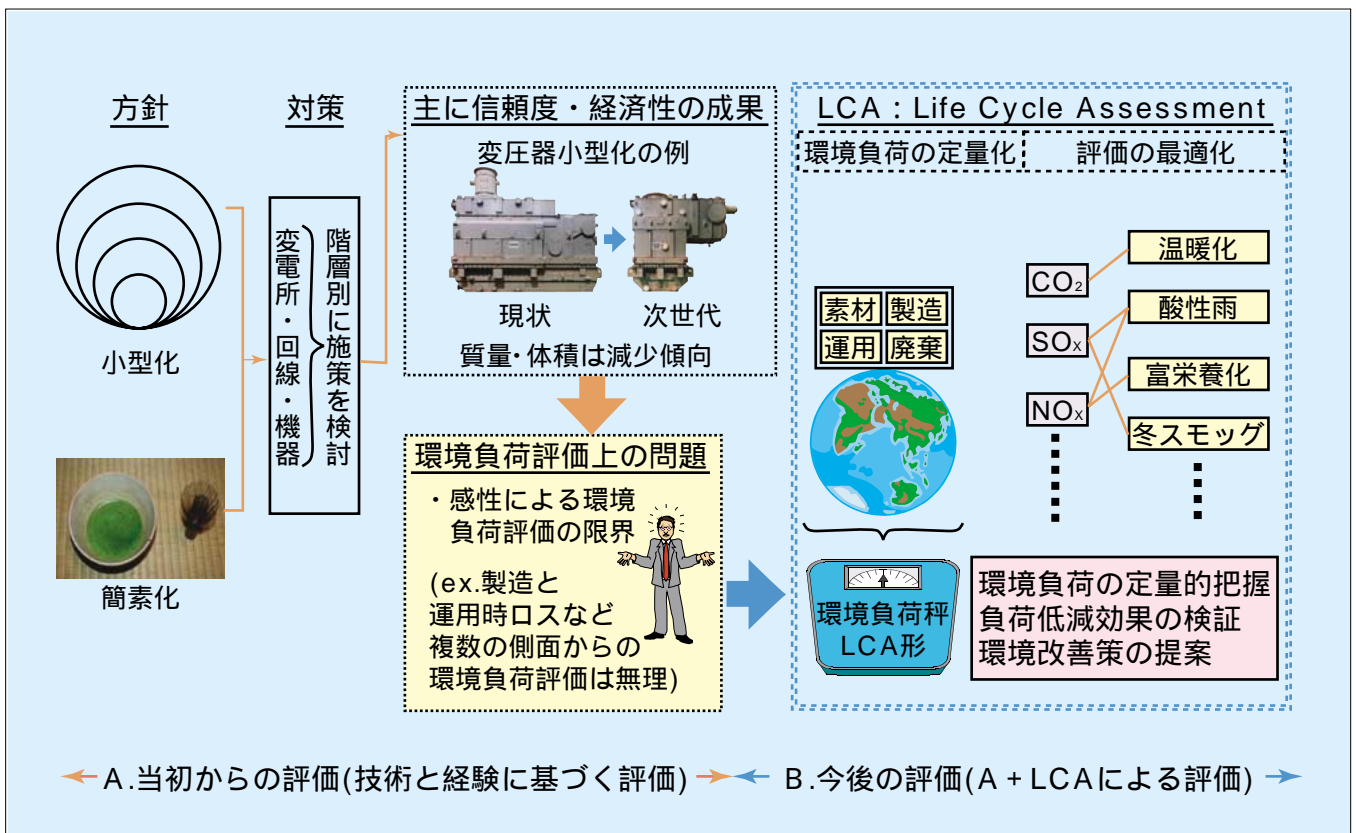 方針
小型化
簡素化
対策
変電所・回線・機器
階層別に施策を検討
主に信頼度・経済性の成果
変圧器小型化の例
現状
次世代
質量・体積は減少傾向
環境負荷評価上の問題
・感性による環境
負荷評価の限界
(ex.製造と
運用時ロスなど
複数の側面からの
環境負荷評価は無理)
LCA:Life Cycle Assessment
環境負荷の定量化
評価の最適化
素材
製造
運用
廃棄
CO₂
SOx
NOx
温暖化
酸性雨
富栄養化
冬スモッグ
環境負荷秤
LCA形
環境負荷の定量的把握
負荷低減効果の検証
環境改善策の提案
A.当初からの評価(技術と経験に基づく評価)
B.今後の評価(A+LCAによる評価)